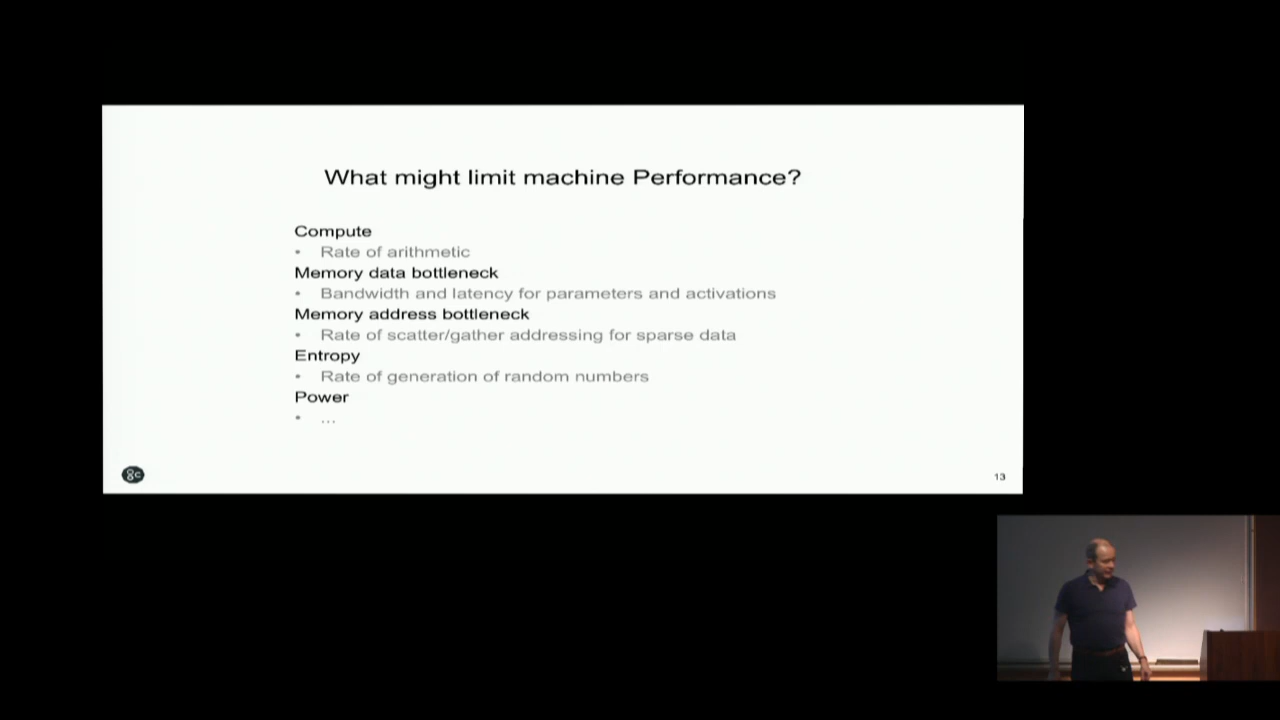 What might limit machine Performance?
Compute
• Rate of arithmetic
Memory data bottleneck
• Bandwidth and latency for parameters and activations
Memory address bottleneck
• Rate of scatter/gather addressing for sparse data
Entropy
• Rate of generation of random numbers
Power
• ...
13